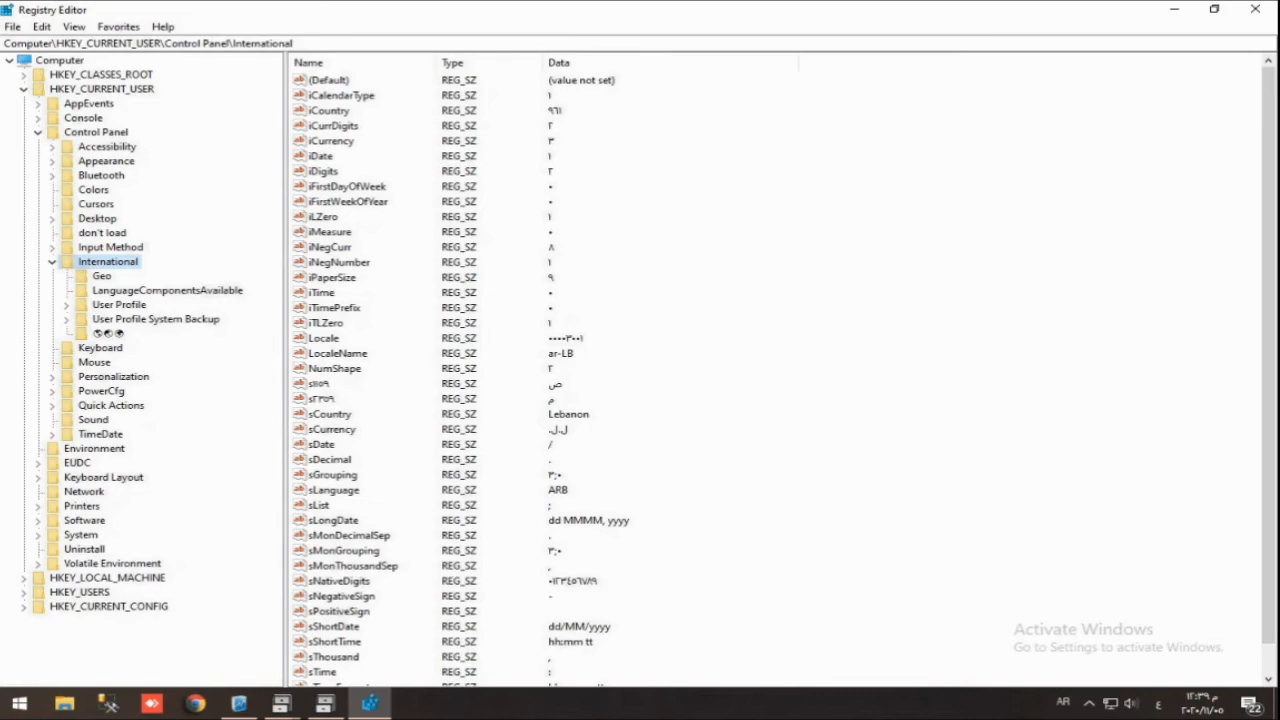 Registry Editor
File Edit View Favorites Help
Computer\HKEY_CURRENT_USER\Control Panel\International
Computer
HKEY_CLASSES_ROOT
HKEY_CURRENT_USER
AppEvents
Console
Control Panel
Accessibility
Appearance
Bluetooth
Colors
Cursors
Desktop
don't load
Input Method
International
Geo
LanguageComponentsAvailable
User Profile
User Profile System Backup
Keyboard
Mouse
Personalization
PowerCfg
Quick Actions
Sound
TimeDate
Environment
EUDC
Keyboard Layout
Network
Printers
Software
System
Uninstall
Volatile Environment
HKEY_LOCAL_MACHINE
HKEY_USERS
HKEY_CURRENT_CONFIG
Name Type Data
(Default) REG_SZ (value not set)
iCalendarType REG_SZ ١
iCountry REG_SZ ٩٦١
iCurrDigits REG_SZ ٢
iCurrency REG_SZ ٣
iDate REG_SZ ١
iDigits REG_SZ ٢
iFirstDayOfWeek REG_SZ ٠
iFirstWeekOfYear REG_SZ ٠
iLZero REG_SZ ١
iMeasure REG_SZ ٠
iNegCurr REG_SZ ٨
iNegNumber REG_SZ ١
iPaperSize REG_SZ ٩
iTime REG_SZ ٠
iTimePrefix REG_SZ ٠
iTLZero REG_SZ ١
Locale REG_SZ ٠٠٠٠٣٠٠١
LocaleName REG_SZ ar-LB
NumShape REG_SZ ٢
s١١٥٩ REG_SZ ص
s٢٣٥٩ REG_SZ م
sCountry REG_SZ Lebanon
sCurrency REG_SZ ل.ل.
sDate REG_SZ /
sDecimal REG_SZ .
sGrouping REG_SZ ٣;٠
sLanguage REG_SZ ARB
sList REG_SZ ;
sLongDate REG_SZ dd MMMM, yyyy
sMonDecimalSep REG_SZ .
sMonGrouping REG_SZ ٣;٠
sMonThousandSep REG_SZ ,
sNativeDigits REG_SZ ٠١٢٣٤٥٦٧٨٩
sNegativeSign REG_SZ -
sPositiveSign REG_SZ
sShortDate REG_SZ dd/MM/yyyy
sShortTime REG_SZ hh:mm tt
sThousand REG_SZ ,
sTime REG_SZ :
Activate Windows
Go to Settings to activate Windows.
AR ع م ١٢:٣٩
٢٠٢٠/١١/٠٥ 22